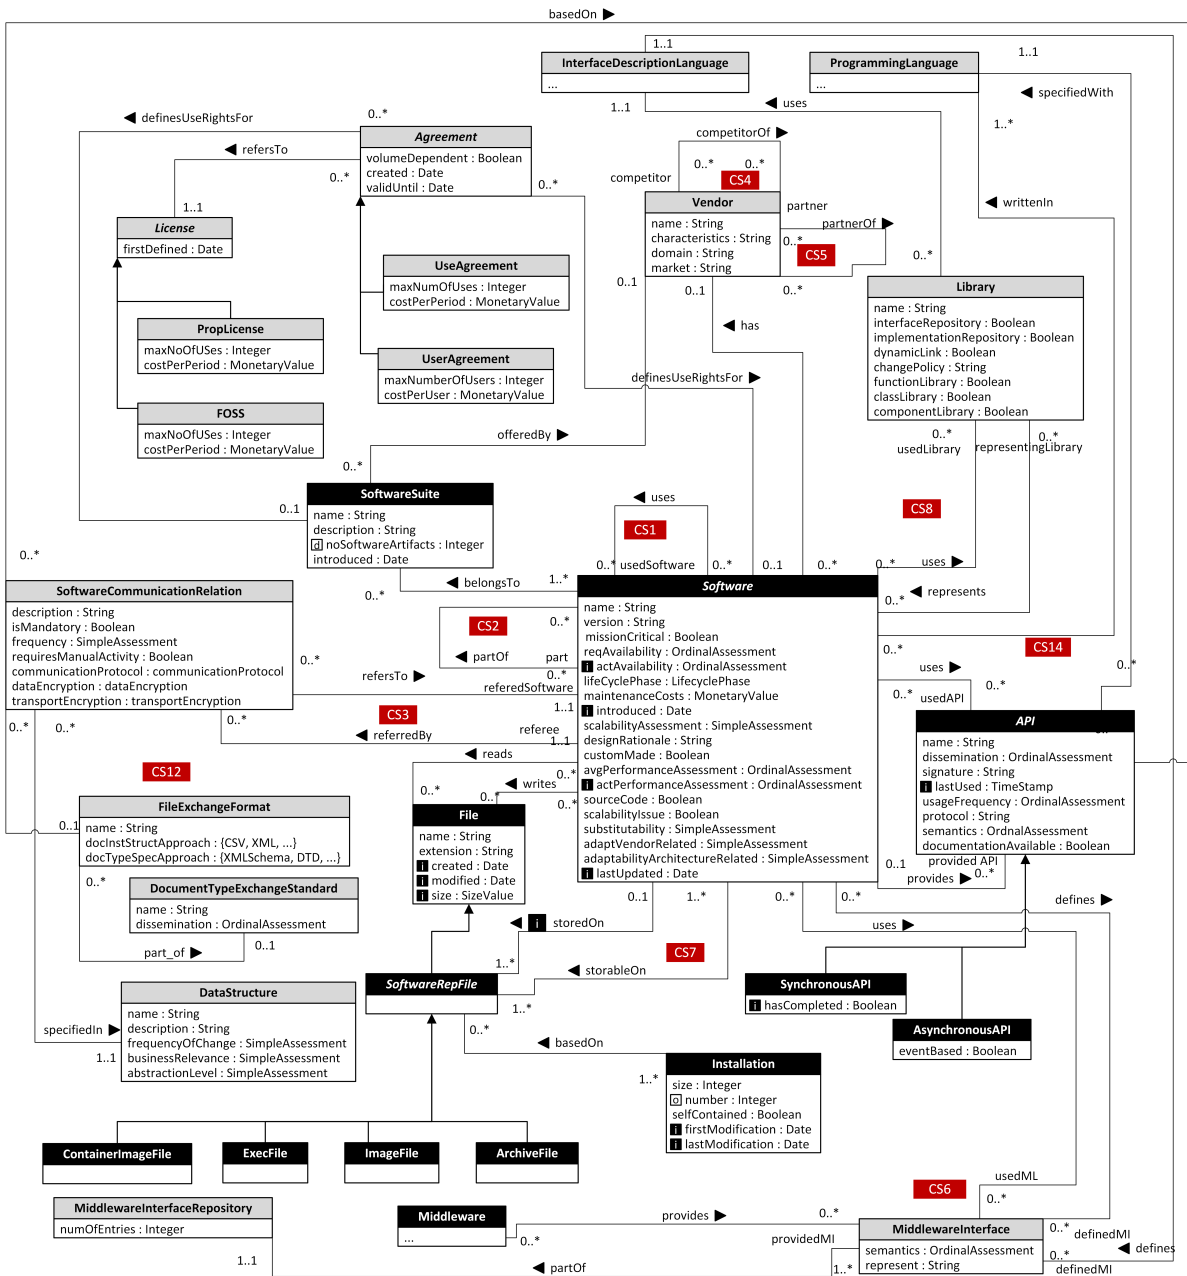 basedOn ▶
1..1
1..1
InterfaceDescriptionLanguage
...
ProgrammingLanguage
...
◀ specifiedWith
1..1
◀ uses
1..*
0..*
◀ definesUseRightsFor
Agreement
volumeDependent : Boolean
created : Date
validUntil : Date
◀ refersTo
0..*
0..*
competitorOf ▶
0..*
0..*
competitor
CS4
1..1
License
firstDefined : Date
Vendor
name : String
characteristics : String
domain : String
market : String
partner
partnerOf ▶
0..*
CS5
0..*
0..1
0..1
◀ writtenIn
0..*
UseAgreement
maxNumOfUses : Integer
costPerPeriod : MonetaryValue
Library
name : String
interfaceRepository : Boolean
implementationRepository : Boolean
dynamicLink : Boolean
changePolicy : String
functionLibrary : Boolean
classLibrary : Boolean
componentLibrary : Boolean
PropLicense
maxNoOfUSes : Integer
costPerPeriod : MonetaryValue
◀ has
UserAgreement
maxNumberOfUsers : Integer
costPerUser : MonetaryValue
definesUseRightsFor ▶
FOSS
maxNoOfUSes : Integer
costPerPeriod : MonetaryValue
offeredBy ▶
0..*
0..*
usedLibrary
0..*
representingLibrary
SoftwareSuite
name : String
description : String
d noSoftwareArtifacts : Integer
introduced : Date
0..1
◀ uses
CS1
CS8
0..*
usedSoftware
0..*
0..1
0..*
0..*
uses ▶
0..*
◀ represents
0..*
◀ belongsTo
1..*
0..*
SoftwareCommunicationRelation
description : String
isMandatory : Boolean
frequency : SimpleAssessment
requiresManualActivity : Boolean
communicationProtocol : communicationProtocol
dataEncryption : dataEncryption
transportEncryption : transportEncryption
Software
name : String
version : String
missionCritical : Boolean
reqAvailability : OrdinalAssessment
i actAvailability : OrdinalAssessment
lifeCyclePhase : LifecyclePhase
maintenanceCosts : MonetaryValue
i introduced : Date
scalabilityAssessment : SimpleAssessment
designRationale : String
customMade : Boolean
avgPerformanceAssessment : OrdinalAssessment
i actPerformanceAssessment : OrdinalAssessment
sourceCode : Boolean
scalabilityIssue : Boolean
substitutability : SimpleAssessment
adaptVendorRelated : SimpleAssessment
adaptabilityArchitectureRelated : SimpleAssessment
i lastUpdated : Date
CS2
0..*
◀ partOf
part
0..*
0..*
refersTo ▶
referedSoftware
1..1
CS3
◀ referredBy
referee
1..1
0..*
0..*
0..*
CS14
uses ▶
0..*
usedAPI
0..*
0..*
API
name : String
dissemination : OrdinalAssessment
signature : String
i lastUsed : TimeStamp
usageFrequency : OrdinalAssessment
protocol : String
semantics : OrdnalAssessment
documentationAvailable : Boolean
◀ reads
0..*
◀ writes
0..*
0..*
0..*
CS12
FileExchangeFormat
name : String
docInstStructApproach : {CSV, XML, ...}
docTypeSpecApproach : {XMLSchema, DTD, ...}
0..1
0..*
File
name : String
extension : String
i created : Date
i modified : Date
i size : SizeValue
0..1
provided API
provides ▶
0..*
DocumentTypeExchangeStandard
name : String
dissemination : OrdinalAssessment
part_of ▶
0..1
0..1
1..*
0..*
0..*
defines ▶
◀ i storedOn
uses ▶
1..*
CS7
◀ storableOn
1..*
SoftwareRepFile
SynchronousAPI
i hasCompleted : Boolean
DataStructure
name : String
description : String
frequencyOfChange : SimpleAssessment
businessRelevance : SimpleAssessment
abstractionLevel : SimpleAssessment
specifiedIn ▶
1..1
AsynchronousAPI
eventBased : Boolean
0..*
◀ basedOn
1..*
Installation
size : Integer
o number : Integer
selfContained : Boolean
i firstModification : Date
i lastModification : Date
ContainerImageFile
ExecFile
ImageFile
ArchiveFile
usedML
CS6
0..*
MiddlewareInterfaceRepository
numOfEntries : Integer
Middleware
...
provides ▶
0..*
0..*
providedMI
MiddlewareInterface
semantics : OrdinalAssessment
represent : String
0..*
definedMI
◀ defines
0..*
definedMI
1..1
◀ partOf
1..*